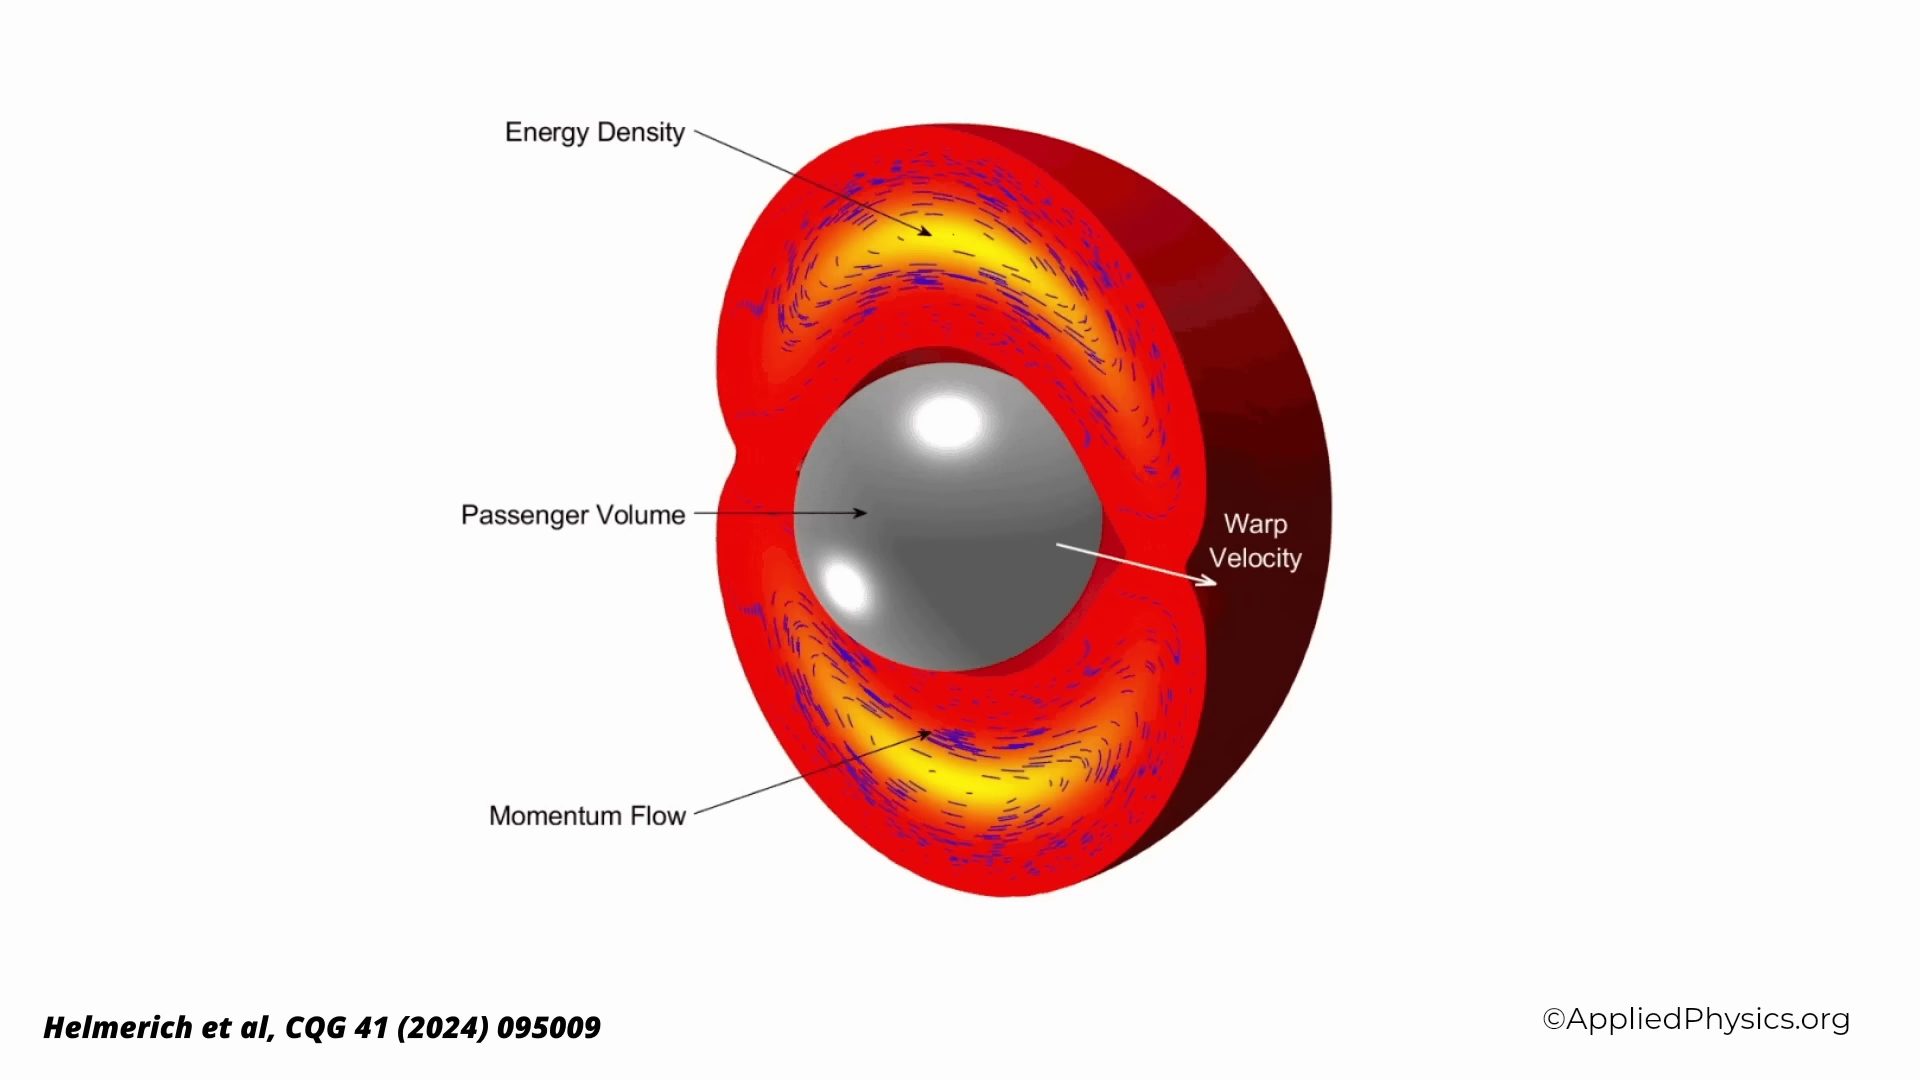 Energy Density
Passenger Volume
Warp
Velocity
Momentum Flow
Helmerich et al, CQG 41 (2024) 095009
©AppliedPhysics.org